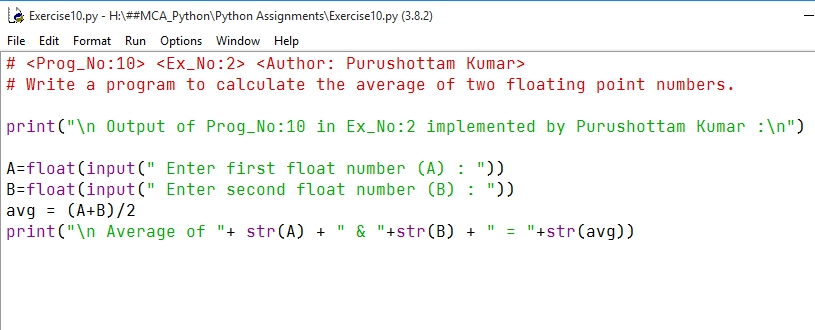 Exercise10.py - H:\##MCA_Python\Python Assignments\Exercise10.py (3.8.2)
File Edit Format Run Options Window Help
# <Prog_No:10> <Ex_No:2> <Author: Purushottam Kumar>
# Write a program to calculate the average of two floating point numbers.
print("\n Output of Prog_No:10 in Ex_No:2 implemented by Purushottam Kumar :\n")
A=float(input(" Enter first float number (A) : "))
B=float(input(" Enter second float number (B) : "))
avg = (A+B)/2
print("\n Average of "+ str(A) + " & "+str(B) + " = "+str(avg))